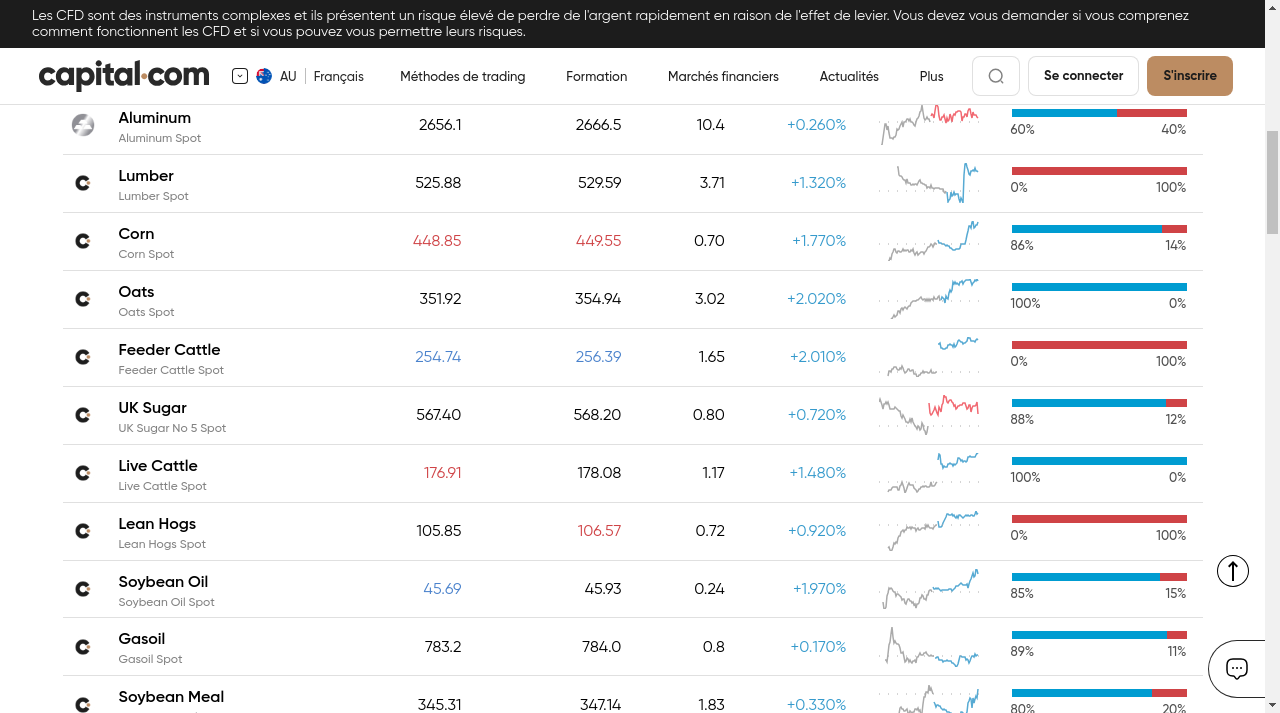 Les CFD sont des instruments complexes et ils présentent un risque élevé de perdre de l'argent rapidement en raison de l'effet de levier. Vous devez vous demander si vous comprenez
comment fonctionnent les CFD et si vous pouvez vous permettre leurs risques.
capital.com AU Français Méthodes de trading Formation Marchés financiers Actualités Plus Se connecter S'inscrire
Aluminum
Aluminum Spot
2656.1 2666.5 10.4 +0.260%
60% 40%
Lumber
Lumber Spot
525.88 529.59 3.71 +1.320%
0% 100%
Corn
Corn Spot
448.85 449.55 0.70 +1.770%
86% 14%
Oats
Oats Spot
351.92 354.94 3.02 +2.020%
100% 0%
Feeder Cattle
Feeder Cattle Spot
254.74 256.39 1.65 +2.010%
0% 100%
UK Sugar
UK Sugar No 5 Spot
567.40 568.20 0.80 +0.720%
88% 12%
Live Cattle
Live Cattle Spot
176.91 178.08 1.17 +1.480%
100% 0%
Lean Hogs
Lean Hogs Spot
105.85 106.57 0.72 +0.920%
0% 100%
Soybean Oil
Soybean Oil Spot
45.69 45.93 0.24 +1.970%
85% 15%
Gasoil
Gasoil Spot
783.2 784.0 0.8 +0.170%
89% 11%
Soybean Meal
345.31 347.14 1.83 +0.330%
80% 20%